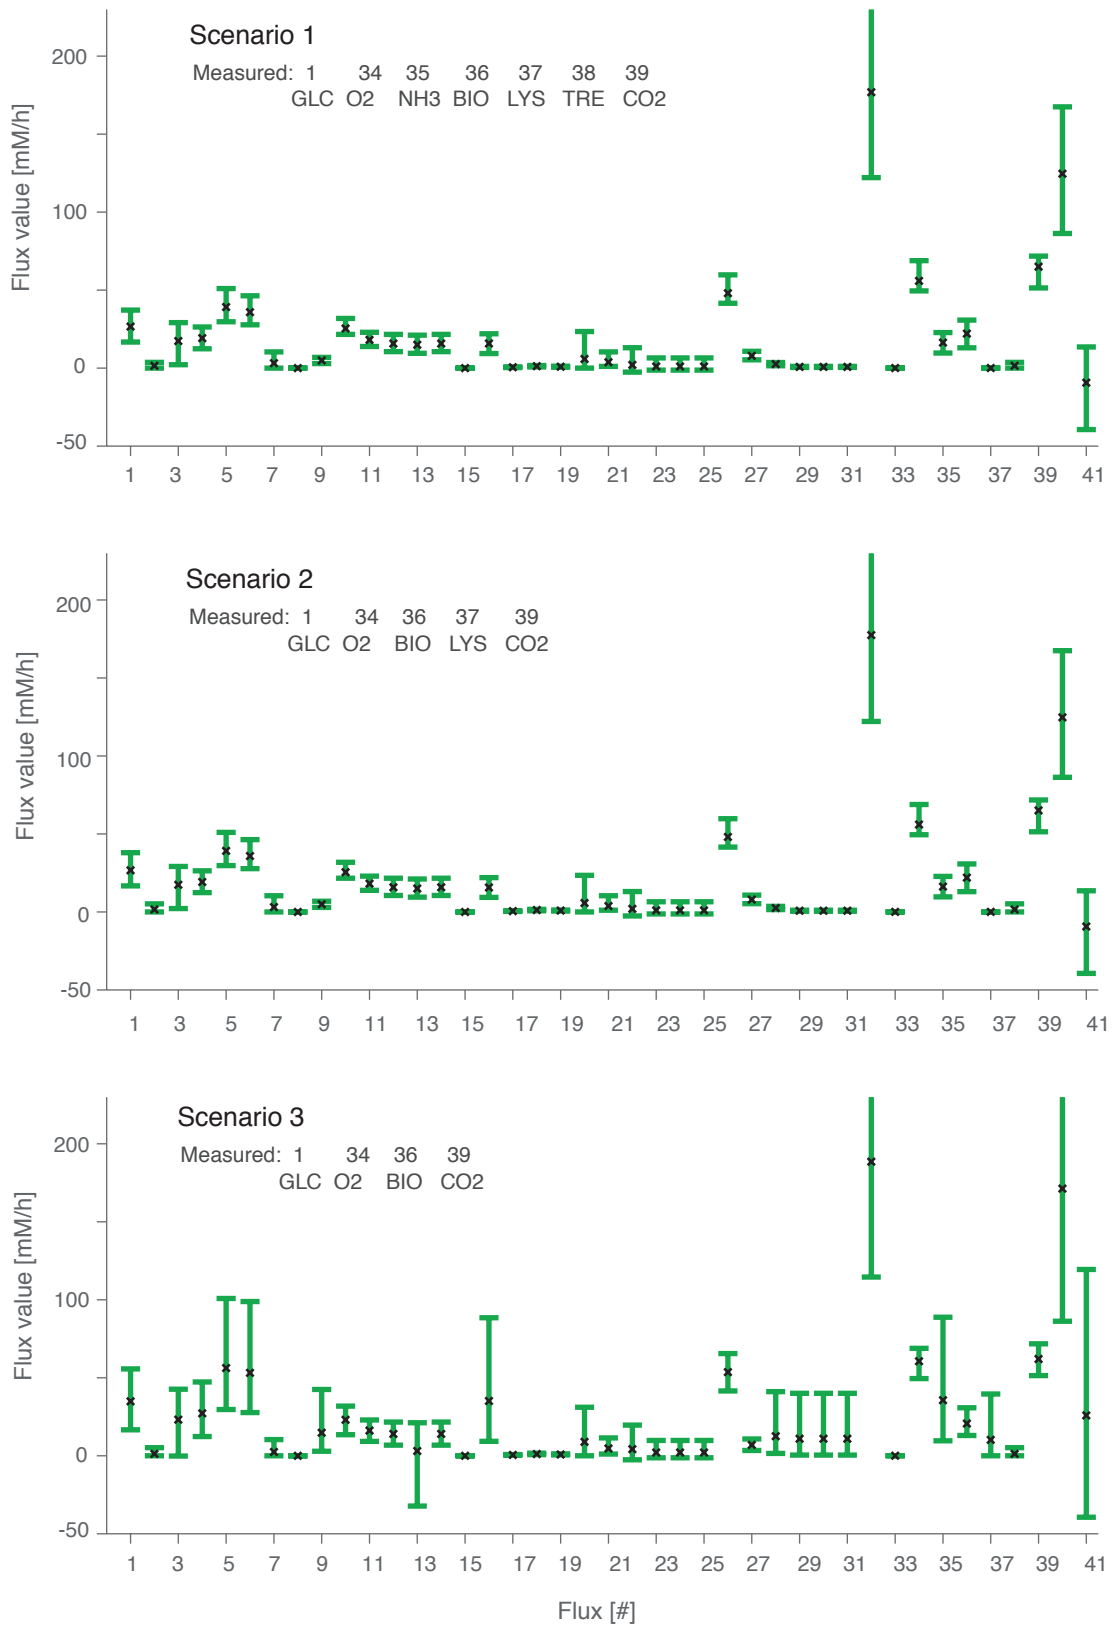 Scenario 1
Measured: 1 34 35 36 37 38 39
GLC O2 NH3 BIO LYS TRE CO2
Flux value [mM/h]
200
100
0
-50
1 3 5 7 9 11 13 15 17 19 21 23 25 27 29 31 33 35 37 39 41
Scenario 2
Measured: 1 34 36 37 39
GLC O2 BIO LYS CO2
Flux value [mM/h]
200
100
0
-50
1 3 5 7 9 11 13 15 17 19 21 23 25 27 29 31 33 35 37 39 41
Scenario 3
Measured: 1 34 36 39
GLC O2 BIO CO2
Flux value [mM/h]
200
100
0
-50
1 3 5 7 9 11 13 15 17 19 21 23 25 27 29 31 33 35 37 39 41
Flux [#]